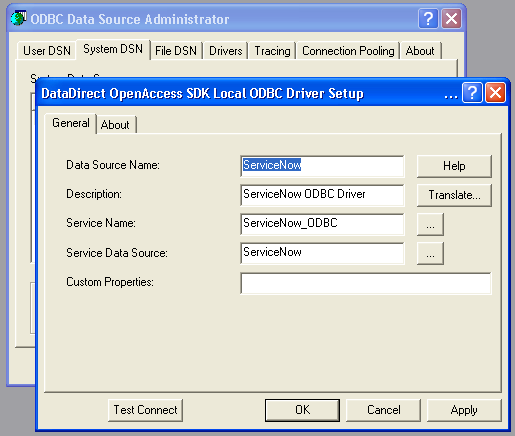 ODBC Data Source Administrator
User DSN System DSN File DSN Drivers Tracing Connection Pooling About
DataDirect OpenAccess SDK Local ODBC Driver Setup ...
General About
Data Source Name: ServiceNow Help
Description: ServiceNow ODBC Driver Translate...
Service Name: ServiceNow_ODBC ...
Service Data Source: ServiceNow ...
Custom Properties:
Test Connect OK Cancel Apply